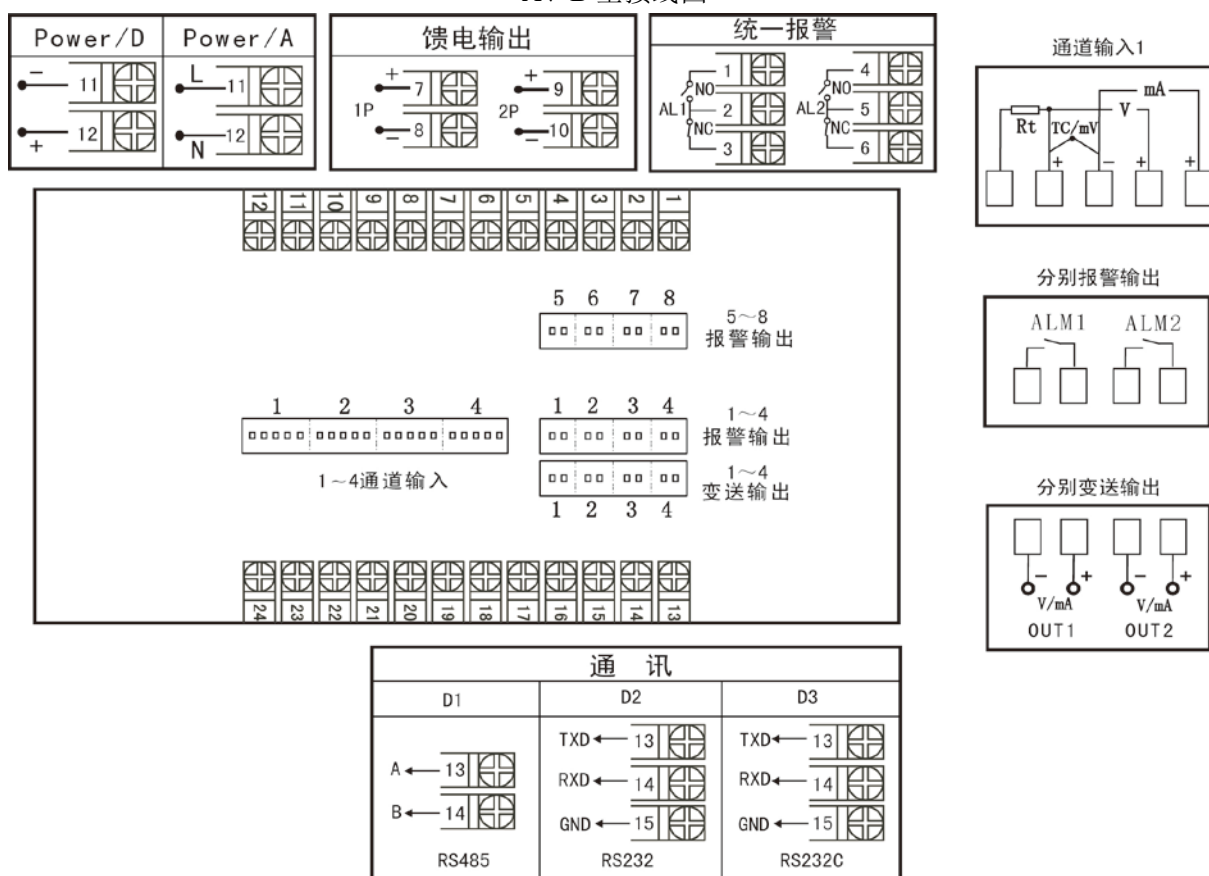 Power/D
Power/A
- 11
+ 12
L 11
N 12
馈电输出
1P
+ 7
- 8
2P
+ 9
- 10
统一报警
AL1
1
NO
2
NC
3
AL2
4
NO
5
NC
6
通道输入1
mA
V
Rt
TC/mV
+ - + +
12 11 10 9 8 7 6 5 4 3 2 1
5 6 7 8
5～8
报警输出
1 2 3 4
1～4通道输入
1 2 3 4
1～4
报警输出
1～4
变送输出
1 2 3 4
24 23 22 21 20 19 18 17 16 15 14 13
分别报警输出
ALM1 ALM2
分别变送输出
- + - +
V/mA V/mA
OUT1 OUT2
通 讯
D1
D2
D3
A 13
B 14
RS485
TXD 13
RXD 14
GND 15
RS232
TXD 13
RXD 14
GND 15
RS232C